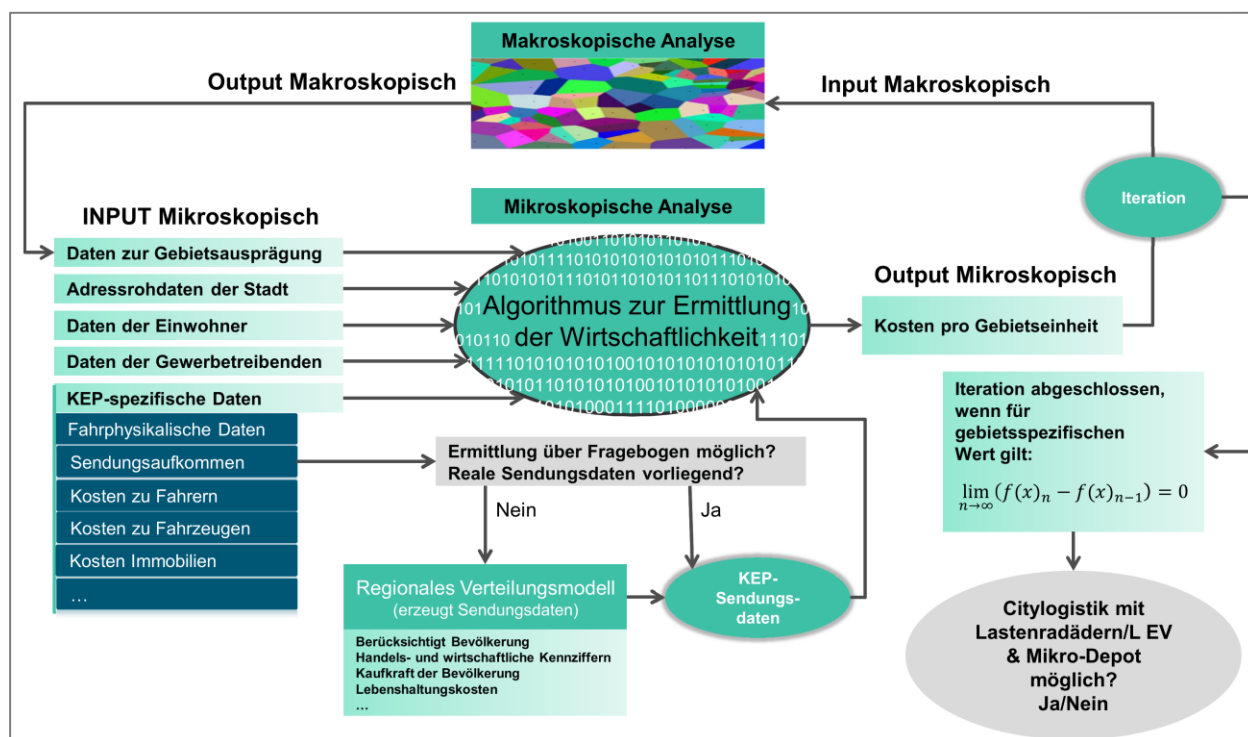 Makroskopische Analyse
Output Makroskopisch
Input Makroskopisch
Iteration
INPUT Mikroskopisch
Daten zur Gebietsausprägung
Adressrohdaten der Stadt
Daten der Einwohner
Daten der Gewerbetreibenden
KEP-spezifische Daten
Fahrphysikalische Daten
Sendungsaufkommen
Kosten zu Fahrern
Kosten zu Fahrzeugen
Kosten Immobilien
…
Mikroskopische Analyse
Algorithmus zur Ermittlung
der Wirtschaftlichkeit
Output Mikroskopisch
Kosten pro Gebietseinheit
Ermittlung über Fragebogen möglich?
Reale Sendungsdaten vorliegend?
Nein
Ja
Regionales Verteilungsmodell
(erzeugt Sendungsdaten)
Berücksichtigt Bevölkerung
Handels- und wirtschaftliche Kennziffern
Kaufkraft der Bevölkerung
Lebenshaltungskosten
…
KEP-
Sendungs-
daten
Iteration abgeschlossen,
wenn für
gebietsspezifischen
Wert gilt:
lim n→∞ (f(x)ₙ − f(x)ₙ₋₁) = 0
Citylogistik mit
Lastenradädern/L EV
& Mikro-Depot
möglich?
Ja/Nein